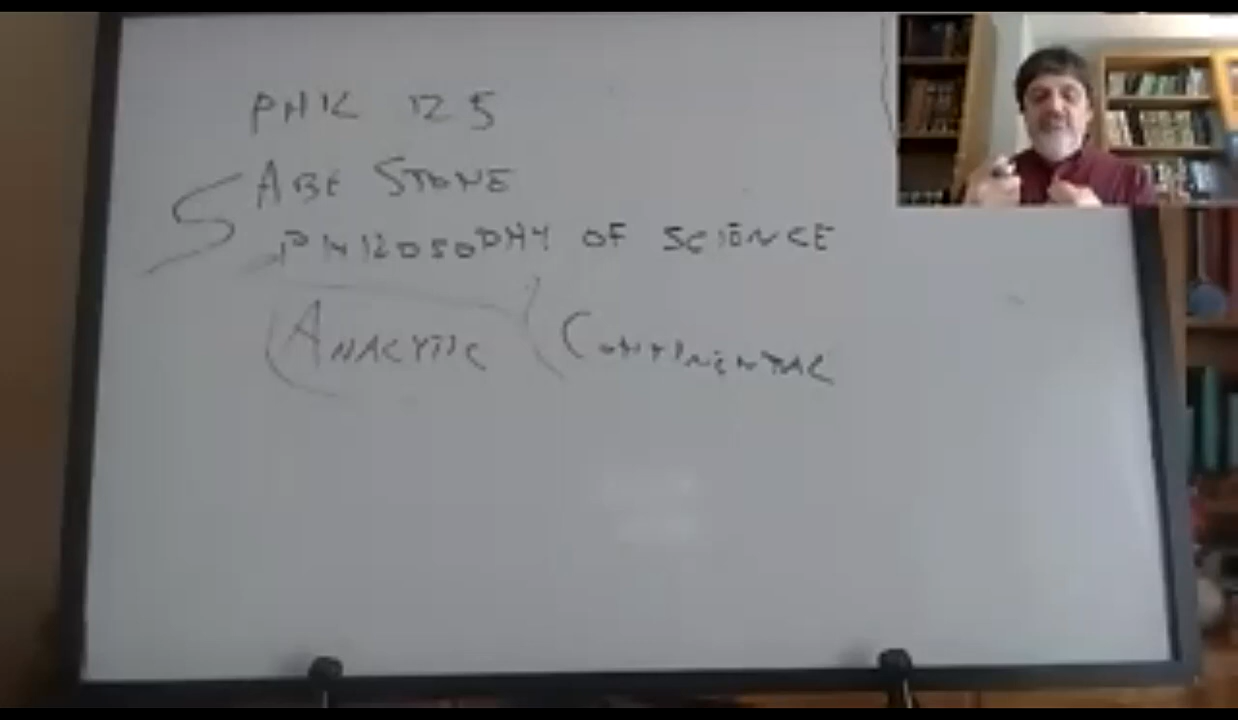 PHIL 125
ABE STONE
PHILOSOPHY OF SCIENCE
ANALYTIC CONTINENTAL